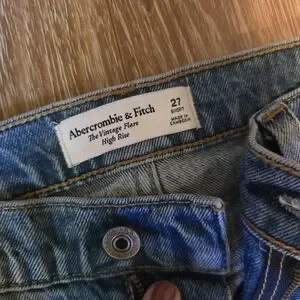 Abercrombie & Fitch
The Vintage Flare
High Rise
27
SHORT
MADE IN
CAMBODIA